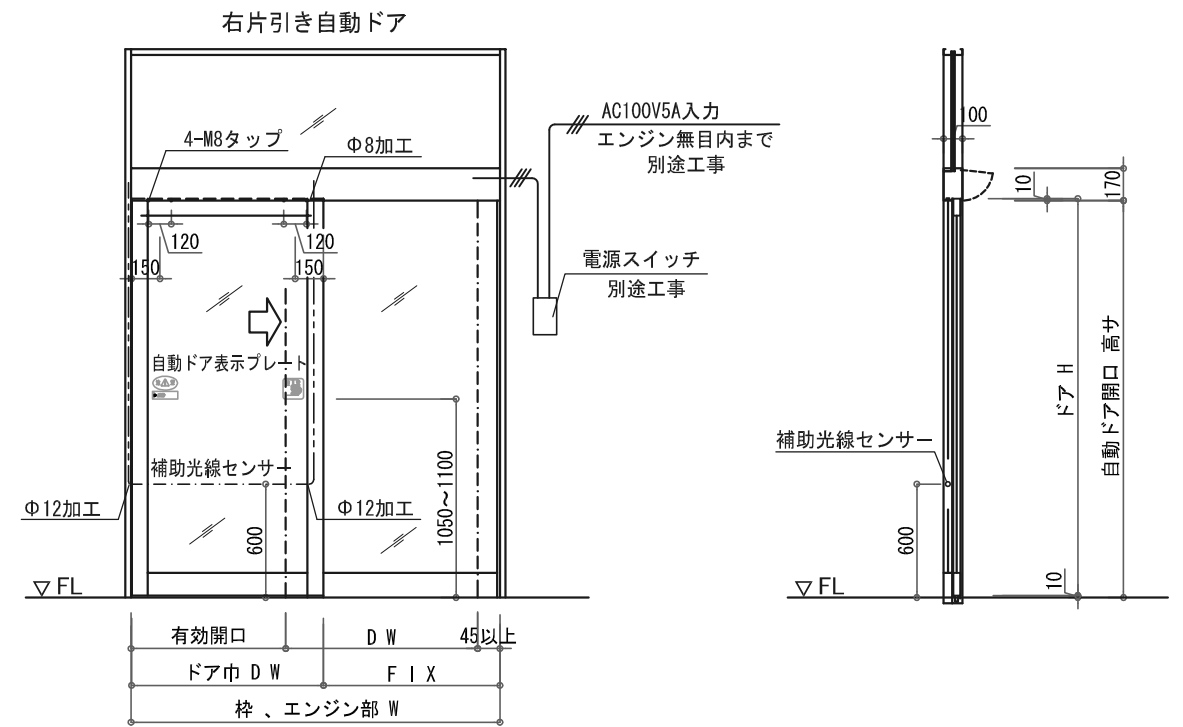 右片引き自動ドア
AC100V5A入力
エンジン無目内まで
別途工事
4-M8タップ
Φ8加工
120
120
150
150
電源スイッチ
別途工事
自動ドア表示プレート
補助光線センサー
Φ12加工
Φ12加工
600
1050〜1100
▽ FL
有効開口
D W
45以上
ドア巾 D W
F I X
枠 、エンジン部 W
100
10
170
ドア H
自動ドア開口 高サ
補助光線センサー
600
10
▽ FL